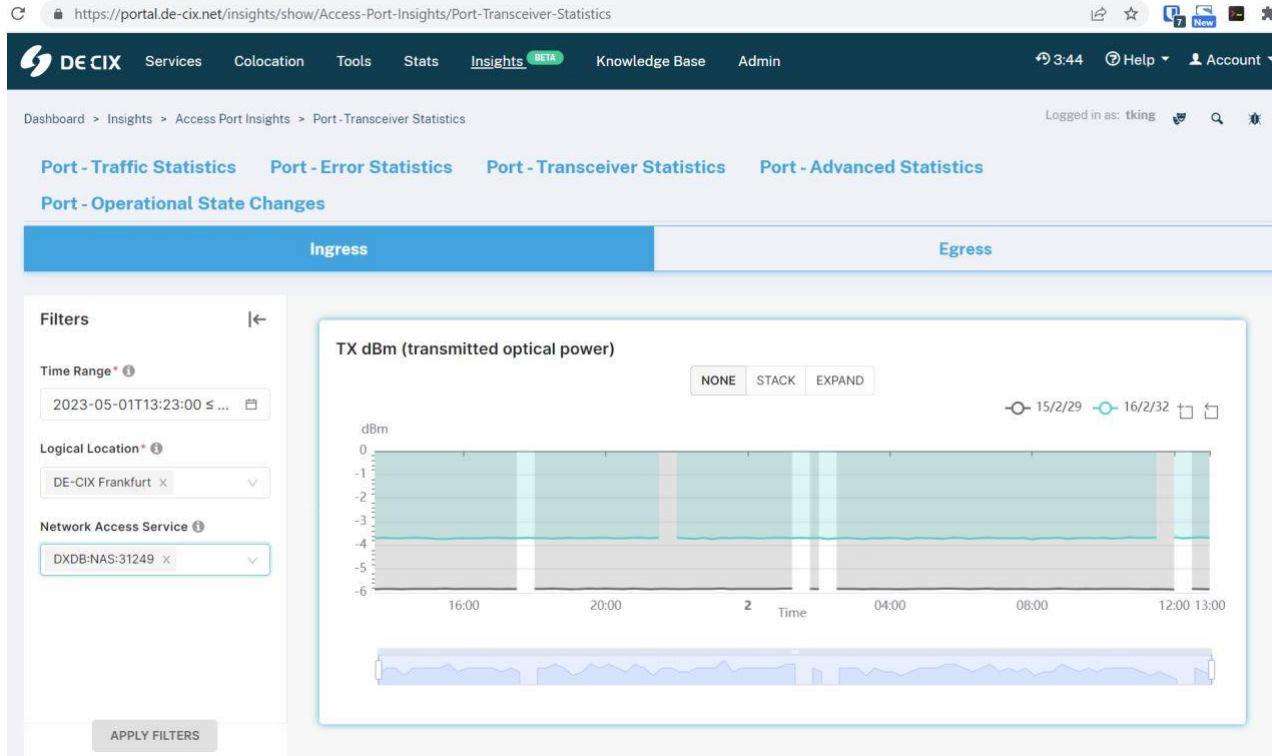 https://portal.de-cix.net/insights/show/Access-Port-Insights/Port-Transceiver-Statistics
7 New
DE CIX Services Colocation Tools Stats Insights BETA Knowledge Base Admin 3:44 Help Account
Dashboard > Insights > Access Port Insights > Port-Transceiver Statistics Logged in as: tking
Port - Traffic Statistics Port - Error Statistics Port - Transceiver Statistics Port - Advanced Statistics
Port - Operational State Changes
Ingress Egress
Filters
Time Range*
2023-05-01T13:23:00 ≤ ...
Logical Location*
DE-CIX Frankfurt ×
Network Access Service
DXDB:NAS:31249 ×
APPLY FILTERS
TX dBm (transmitted optical power)
NONE STACK EXPAND
15/2/29 16/2/32
dBm
0
-1
-2
-3
-4
-5
-6
16:00 20:00 2 04:00 08:00 12:00 13:00
Time